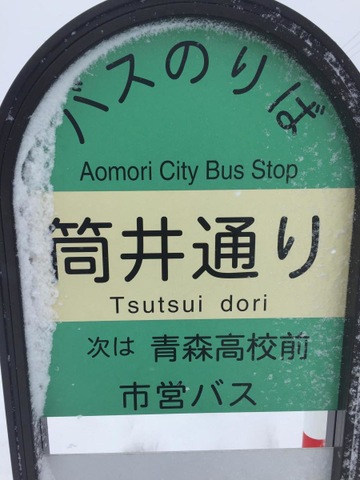 バスのりば
Aomori City Bus Stop
筒井通り
Tsutsui dori
次は 青森高校前
市営バス